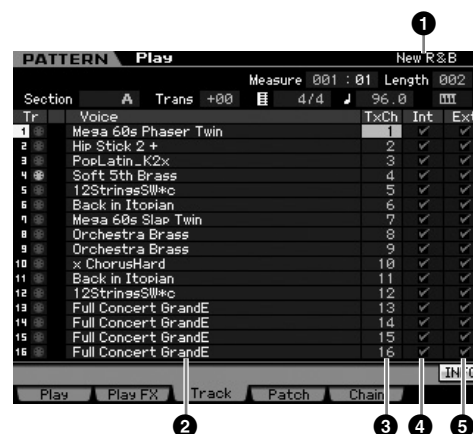 1
PATTERN Play New R&B
Measure 001 : 01 Length 002
Section A Trans +00 4/4 96.0
Tr Voice TxCh Int Ext
1 Mega 60s Phaser Twin 1
2 Hip Stick 2 + 2
3 PopLatin_K2x 3
4 Soft 5th Brass 4
5 12StringsSW*c 5
6 Back in Itopian 6
7 Mega 60s Slap Twin 7
8 Orchestra Brass 8
9 Orchestra Brass 9
10 x ChorusHard 10
11 Back in Itopian 11
12 12StringsSW*c 12
13 Full Concert GrandE 13
14 Full Concert GrandE 14
15 Full Concert GrandE 15
16 Full Concert GrandE 16
INFO
Play Play FX Track Patch Chain
2 3 4 5